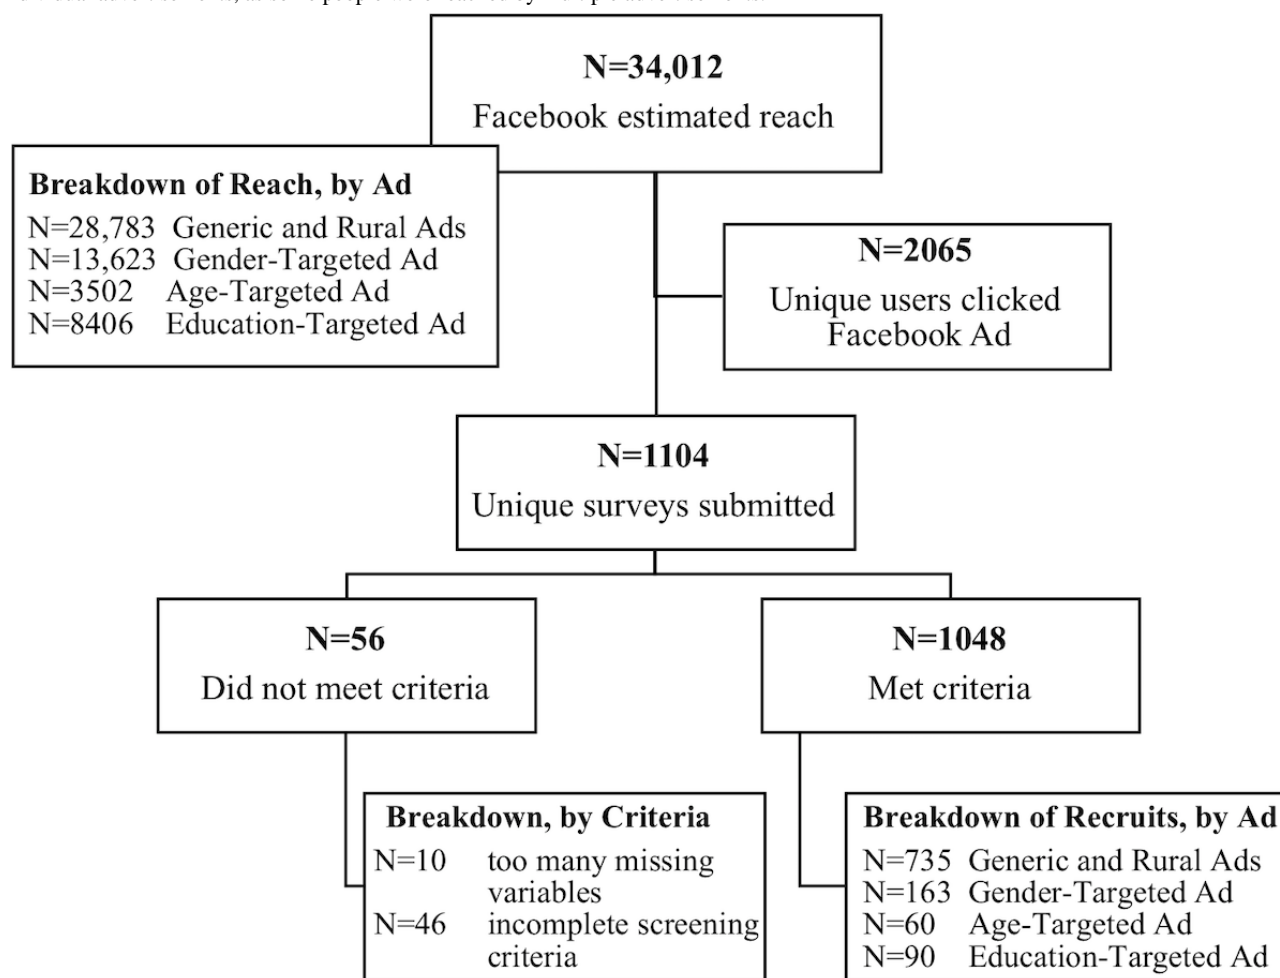 N=34,012
Facebook estimated reach
Breakdown of Reach, by Ad
N=28,783 Generic and Rural Ads
N=13,623 Gender-Targeted Ad
N=3502 Age-Targeted Ad
N=8406 Education-Targeted Ad
N=2065
Unique users clicked
Facebook Ad
N=1104
Unique surveys submitted
N=56
Did not meet criteria
N=1048
Met criteria
Breakdown, by Criteria
N=10 too many missing
variables
N=46 incomplete screening
criteria
Breakdown of Recruits, by Ad
N=735 Generic and Rural Ads
N=163 Gender-Targeted Ad
N=60 Age-Targeted Ad
N=90 Education-Targeted Ad